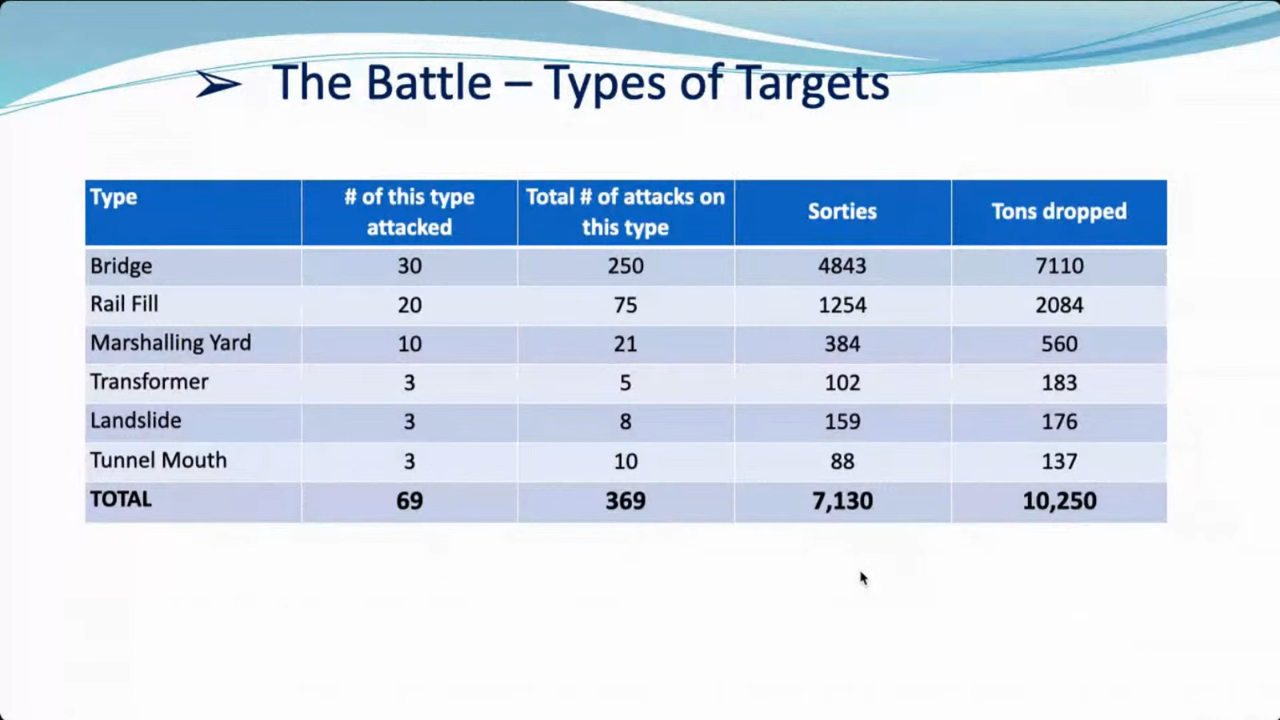 ➢ The Battle – Types of Targets
Type # of this type attacked Total # of attacks on this type Sorties Tons dropped
Bridge 30 250 4843 7110
Rail Fill 20 75 1254 2084
Marshalling Yard 10 21 384 560
Transformer 3 5 102 183
Landslide 3 8 159 176
Tunnel Mouth 3 10 88 137
TOTAL 69 369 7,130 10,250